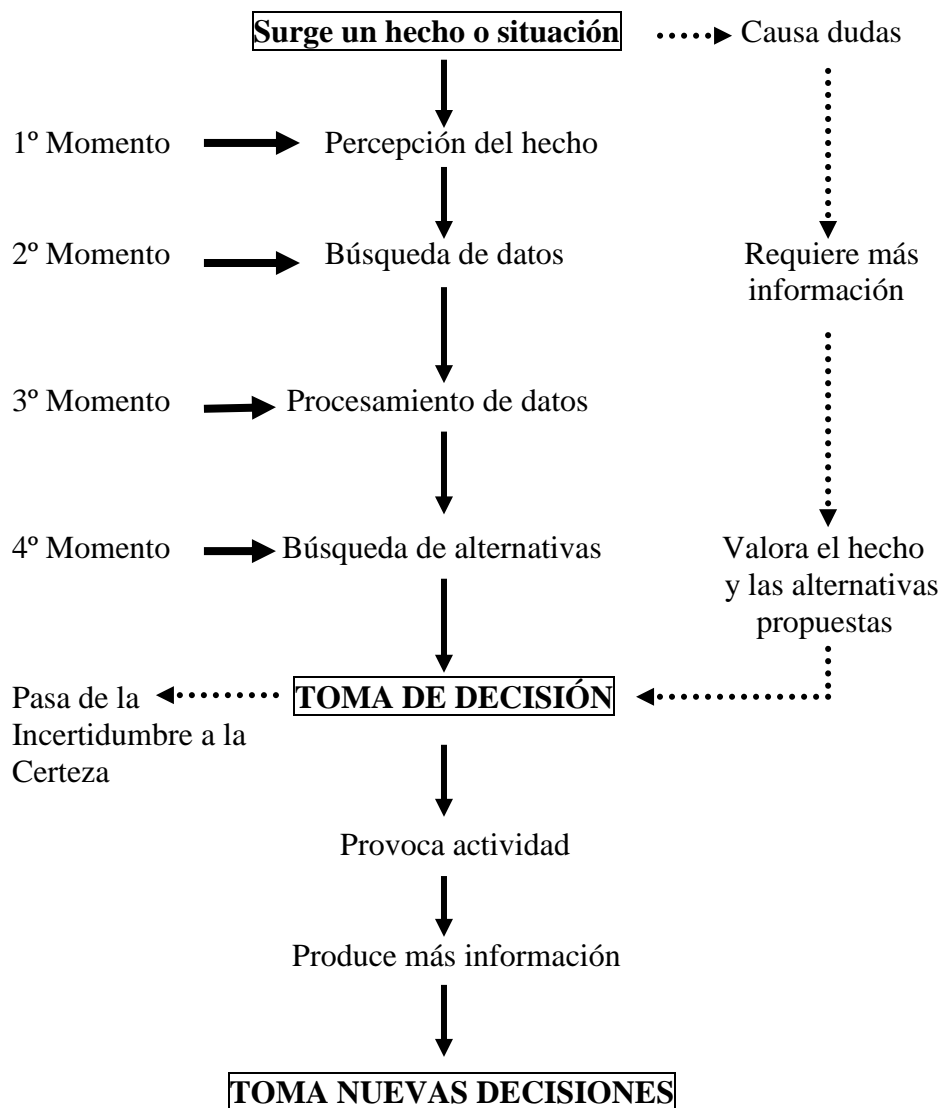 Surge un hecho o situación
Causa dudas
1º Momento
Percepción del hecho
2º Momento
Búsqueda de datos
Requiere más
información
3º Momento
Procesamiento de datos
4º Momento
Búsqueda de alternativas
Valora el hecho
y las alternativas
propuestas
Pasa de la
Incertidumbre a la
Certeza
TOMA DE DECISIÓN
Provoca actividad
Produce más información
TOMA NUEVAS DECISIONES